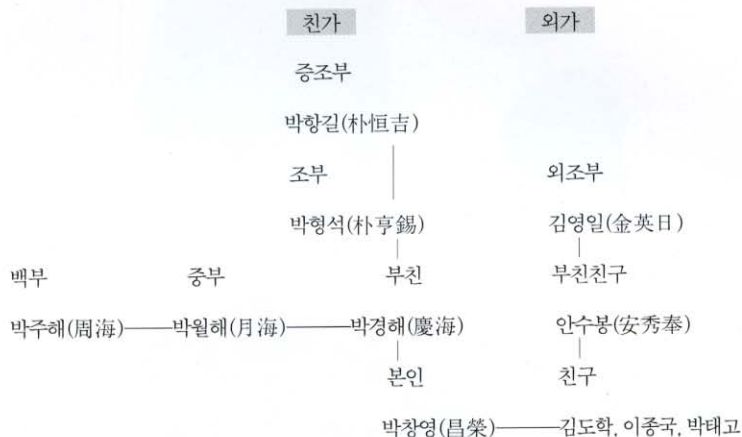 친가 외가
증조부
박항길(朴恒吉)
조부 외조부
박형석(朴亨錫) 김영일(金英日)
백부 중부 부친 부친친구
박주해(周海) 박월해(月海) 박경해(慶海) 안수봉(安秀奉)
본인 친구
박창영(昌榮) 김도학, 이종국, 박태고